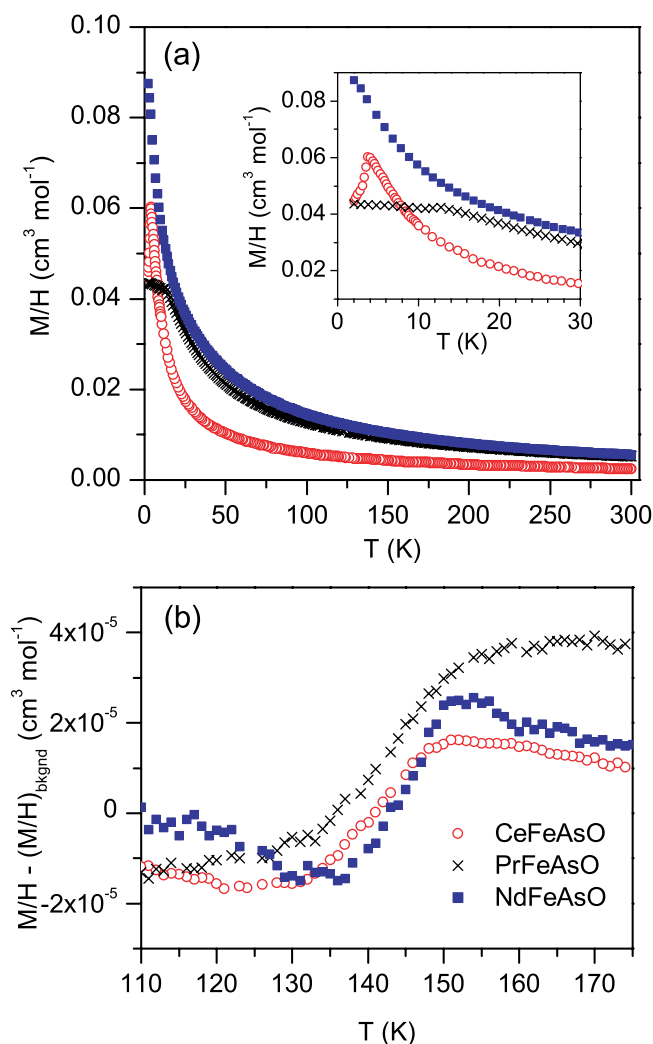 (a)
M/H (cm³ mol⁻¹)
0.10
0.08
0.06
0.04
0.02
0.00
0 50 100 150 200 250 300
T (K)
M/H (cm³ mol⁻¹)
0.08
0.06
0.04
0.02
0 10 20 30
T (K)
(b)
M/H - (M/H)bkgnd (cm³ mol⁻¹)
4x10⁻⁵
2x10⁻⁵
0
-2x10⁻⁵
CeFeAsO
PrFeAsO
NdFeAsO
110 120 130 140 150 160 170
T (K)